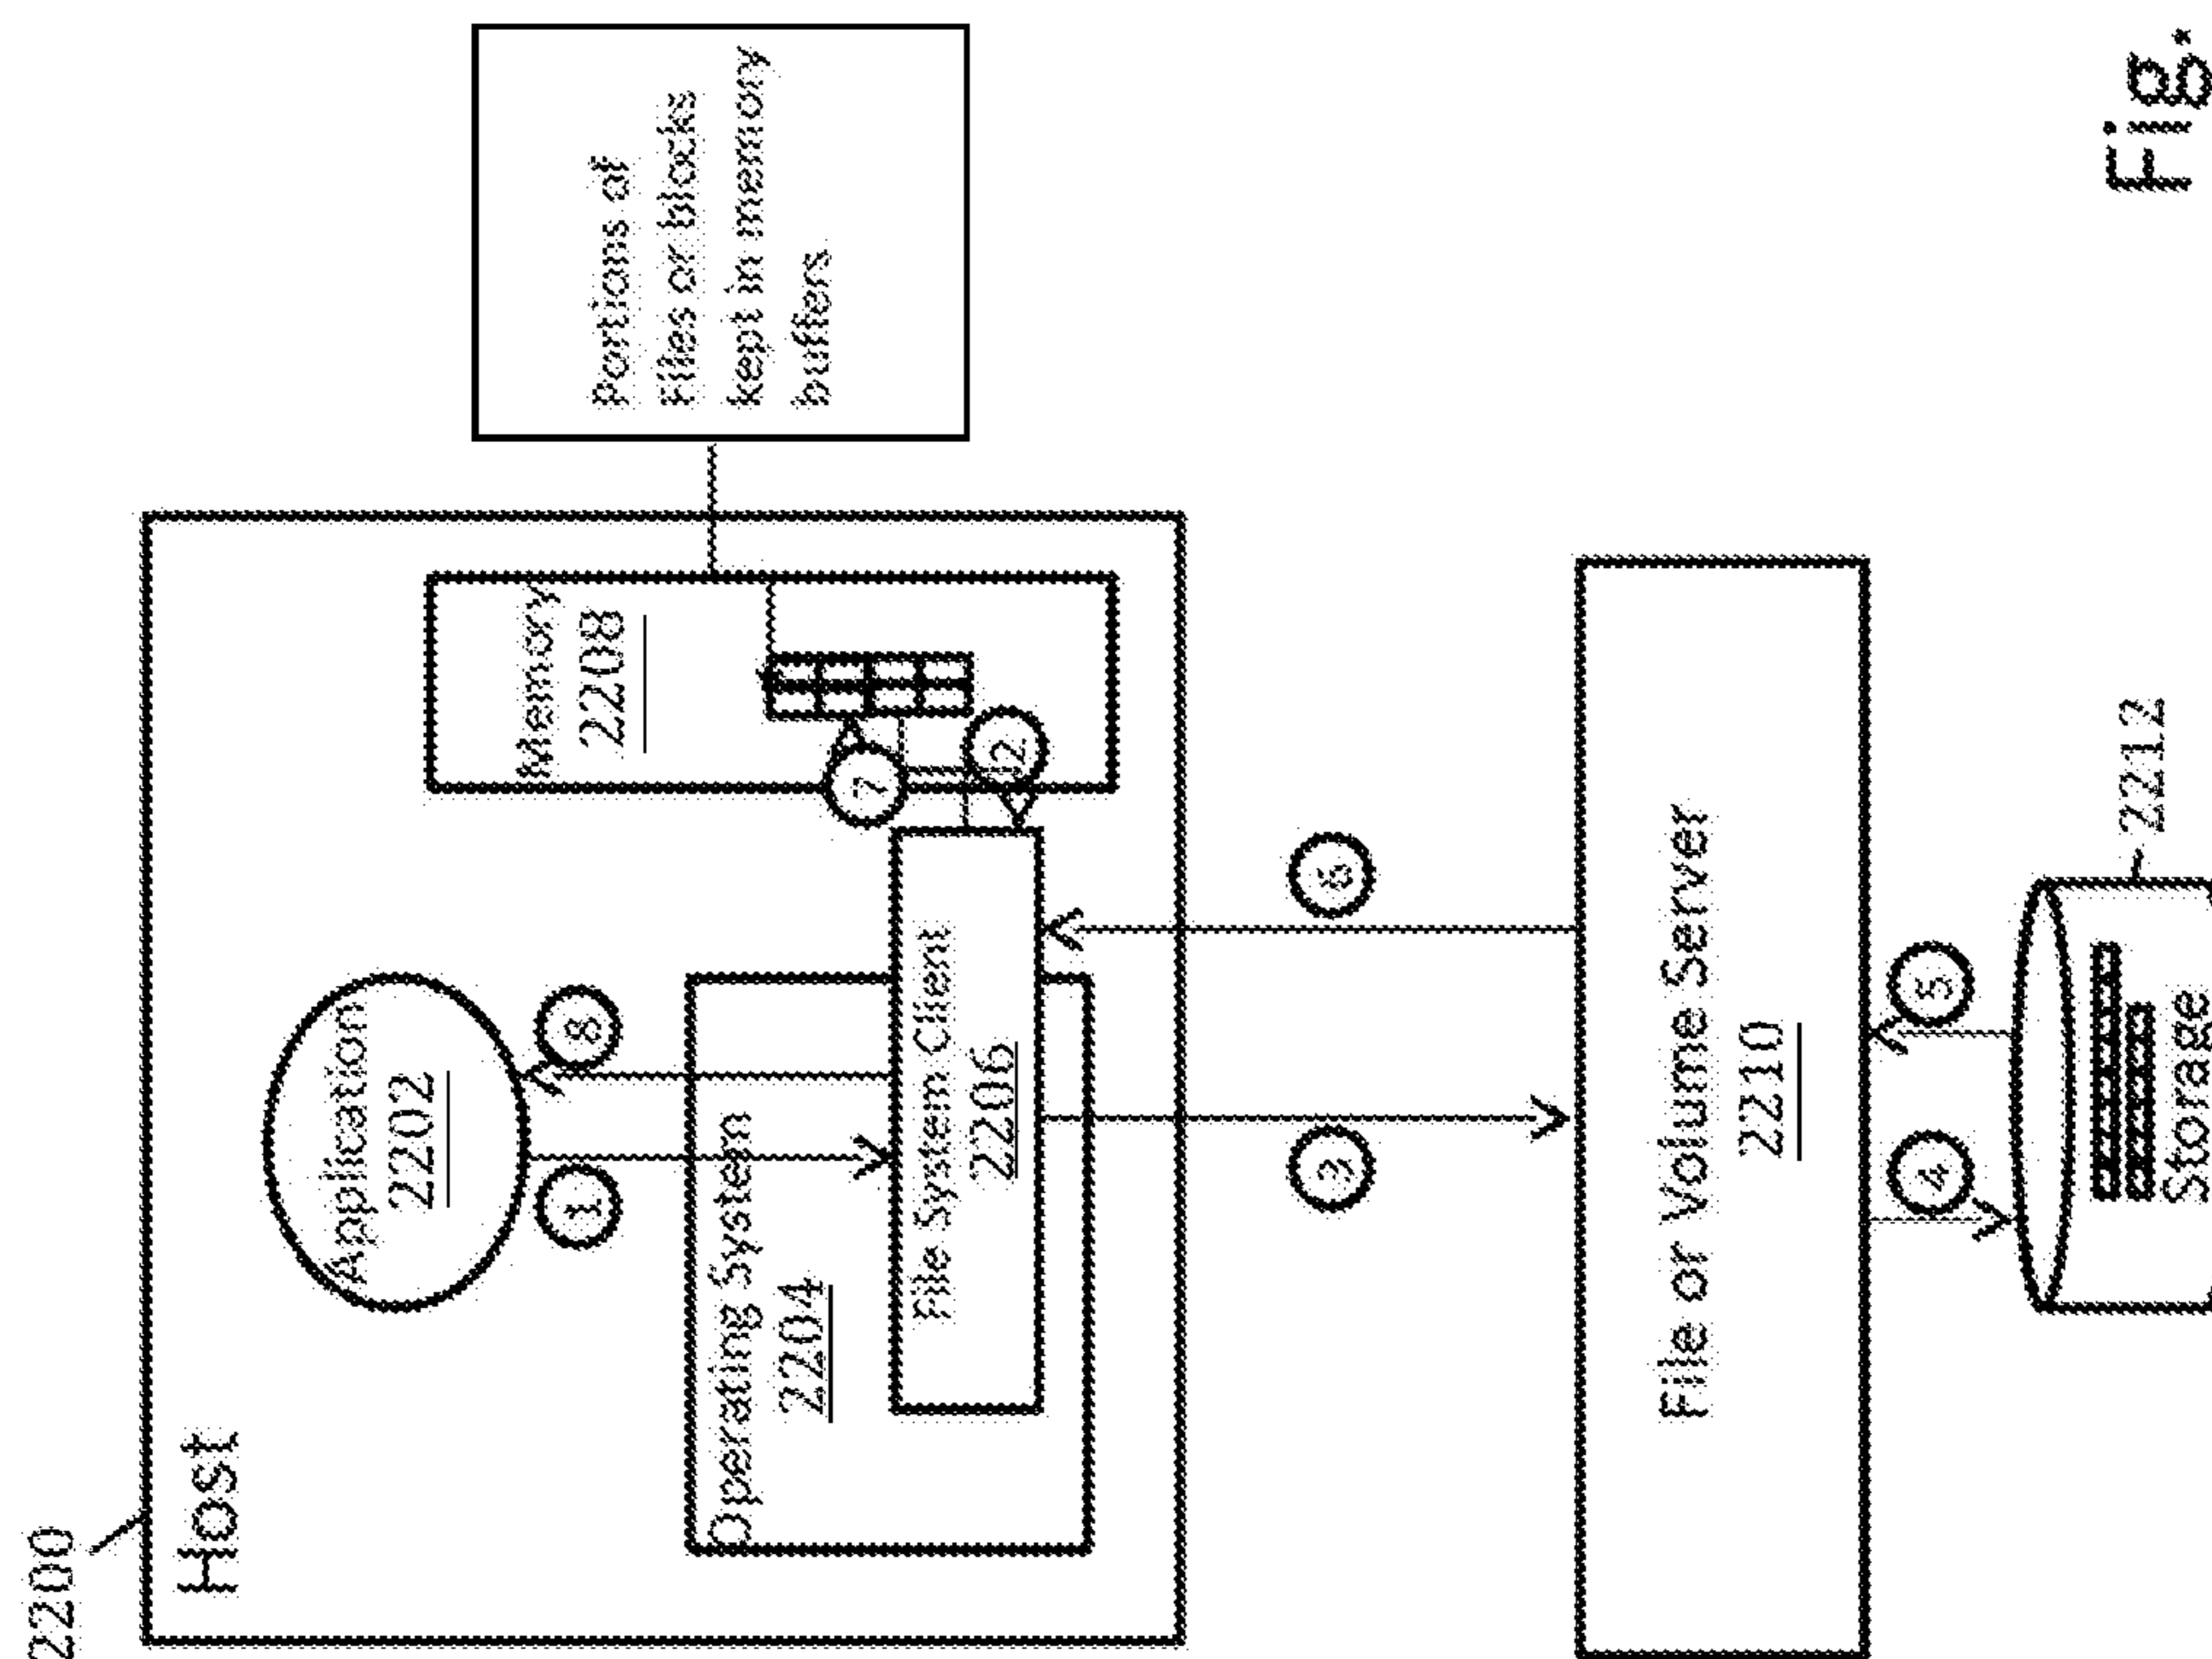 2200
Host
Application
2202
8
1
Operating System
2204
File System Client
2206
Memory
2208
7
2
Portions of
Files or blocks
kept in memory
buffers
6
3
File or Volume Server
2210
5
4
2212
Storage
Fig.